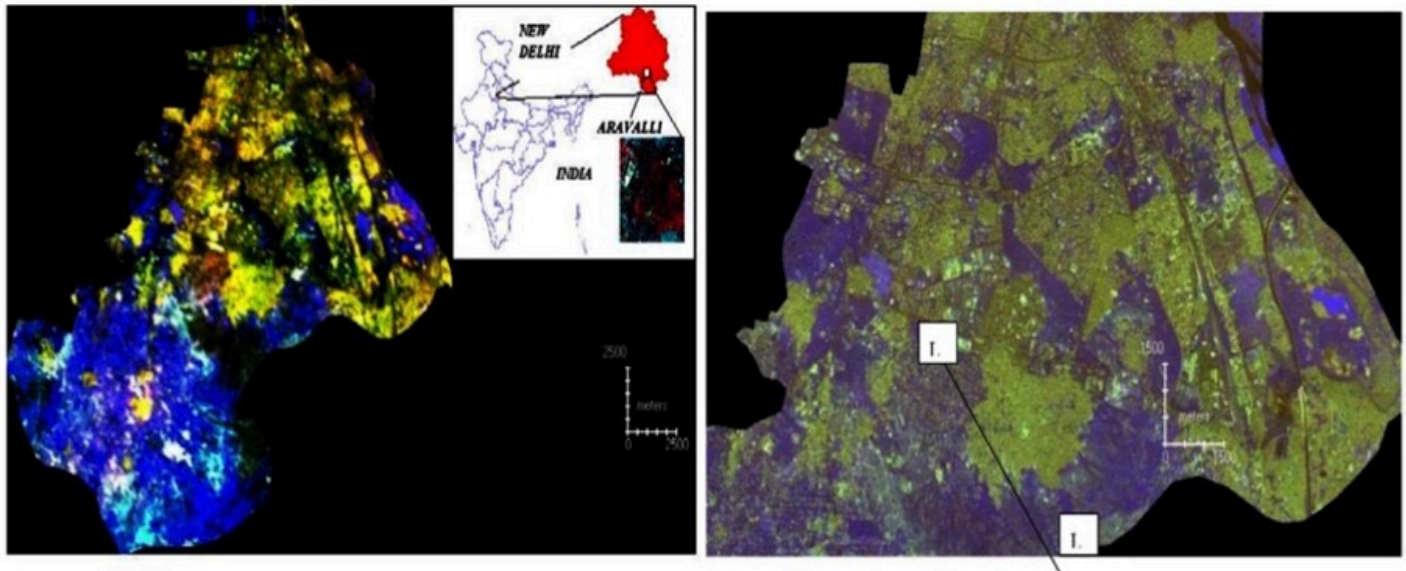 NEW
DELHI
ARAVALLI
INDIA
2500
meters
0 2500
I.
1500
meters
0 1500
I.